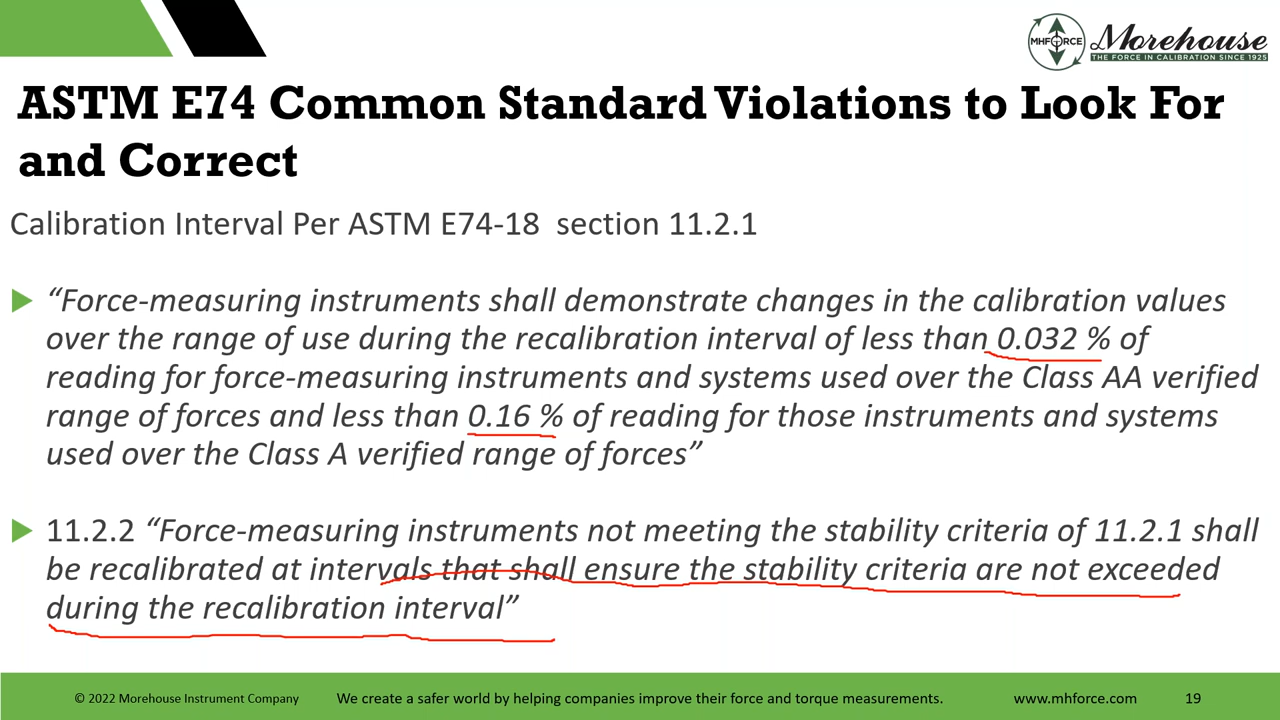 MHFORCE
Morehouse
THE FORCE IN CALIBRATION SINCE 1925
ASTM E74 Common Standard Violations to Look For
and Correct
Calibration Interval Per ASTM E74-18 section 11.2.1
“Force-measuring instruments shall demonstrate changes in the calibration values
over the range of use during the recalibration interval of less than 0.032 % of
reading for force-measuring instruments and systems used over the Class AA verified
range of forces and less than 0.16 % of reading for those instruments and systems
used over the Class A verified range of forces”
11.2.2 “Force-measuring instruments not meeting the stability criteria of 11.2.1 shall
be recalibrated at intervals that shall ensure the stability criteria are not exceeded
during the recalibration interval”
© 2022 Morehouse Instrument Company
We create a safer world by helping companies improve their force and torque measurements.
www.mhforce.com
19